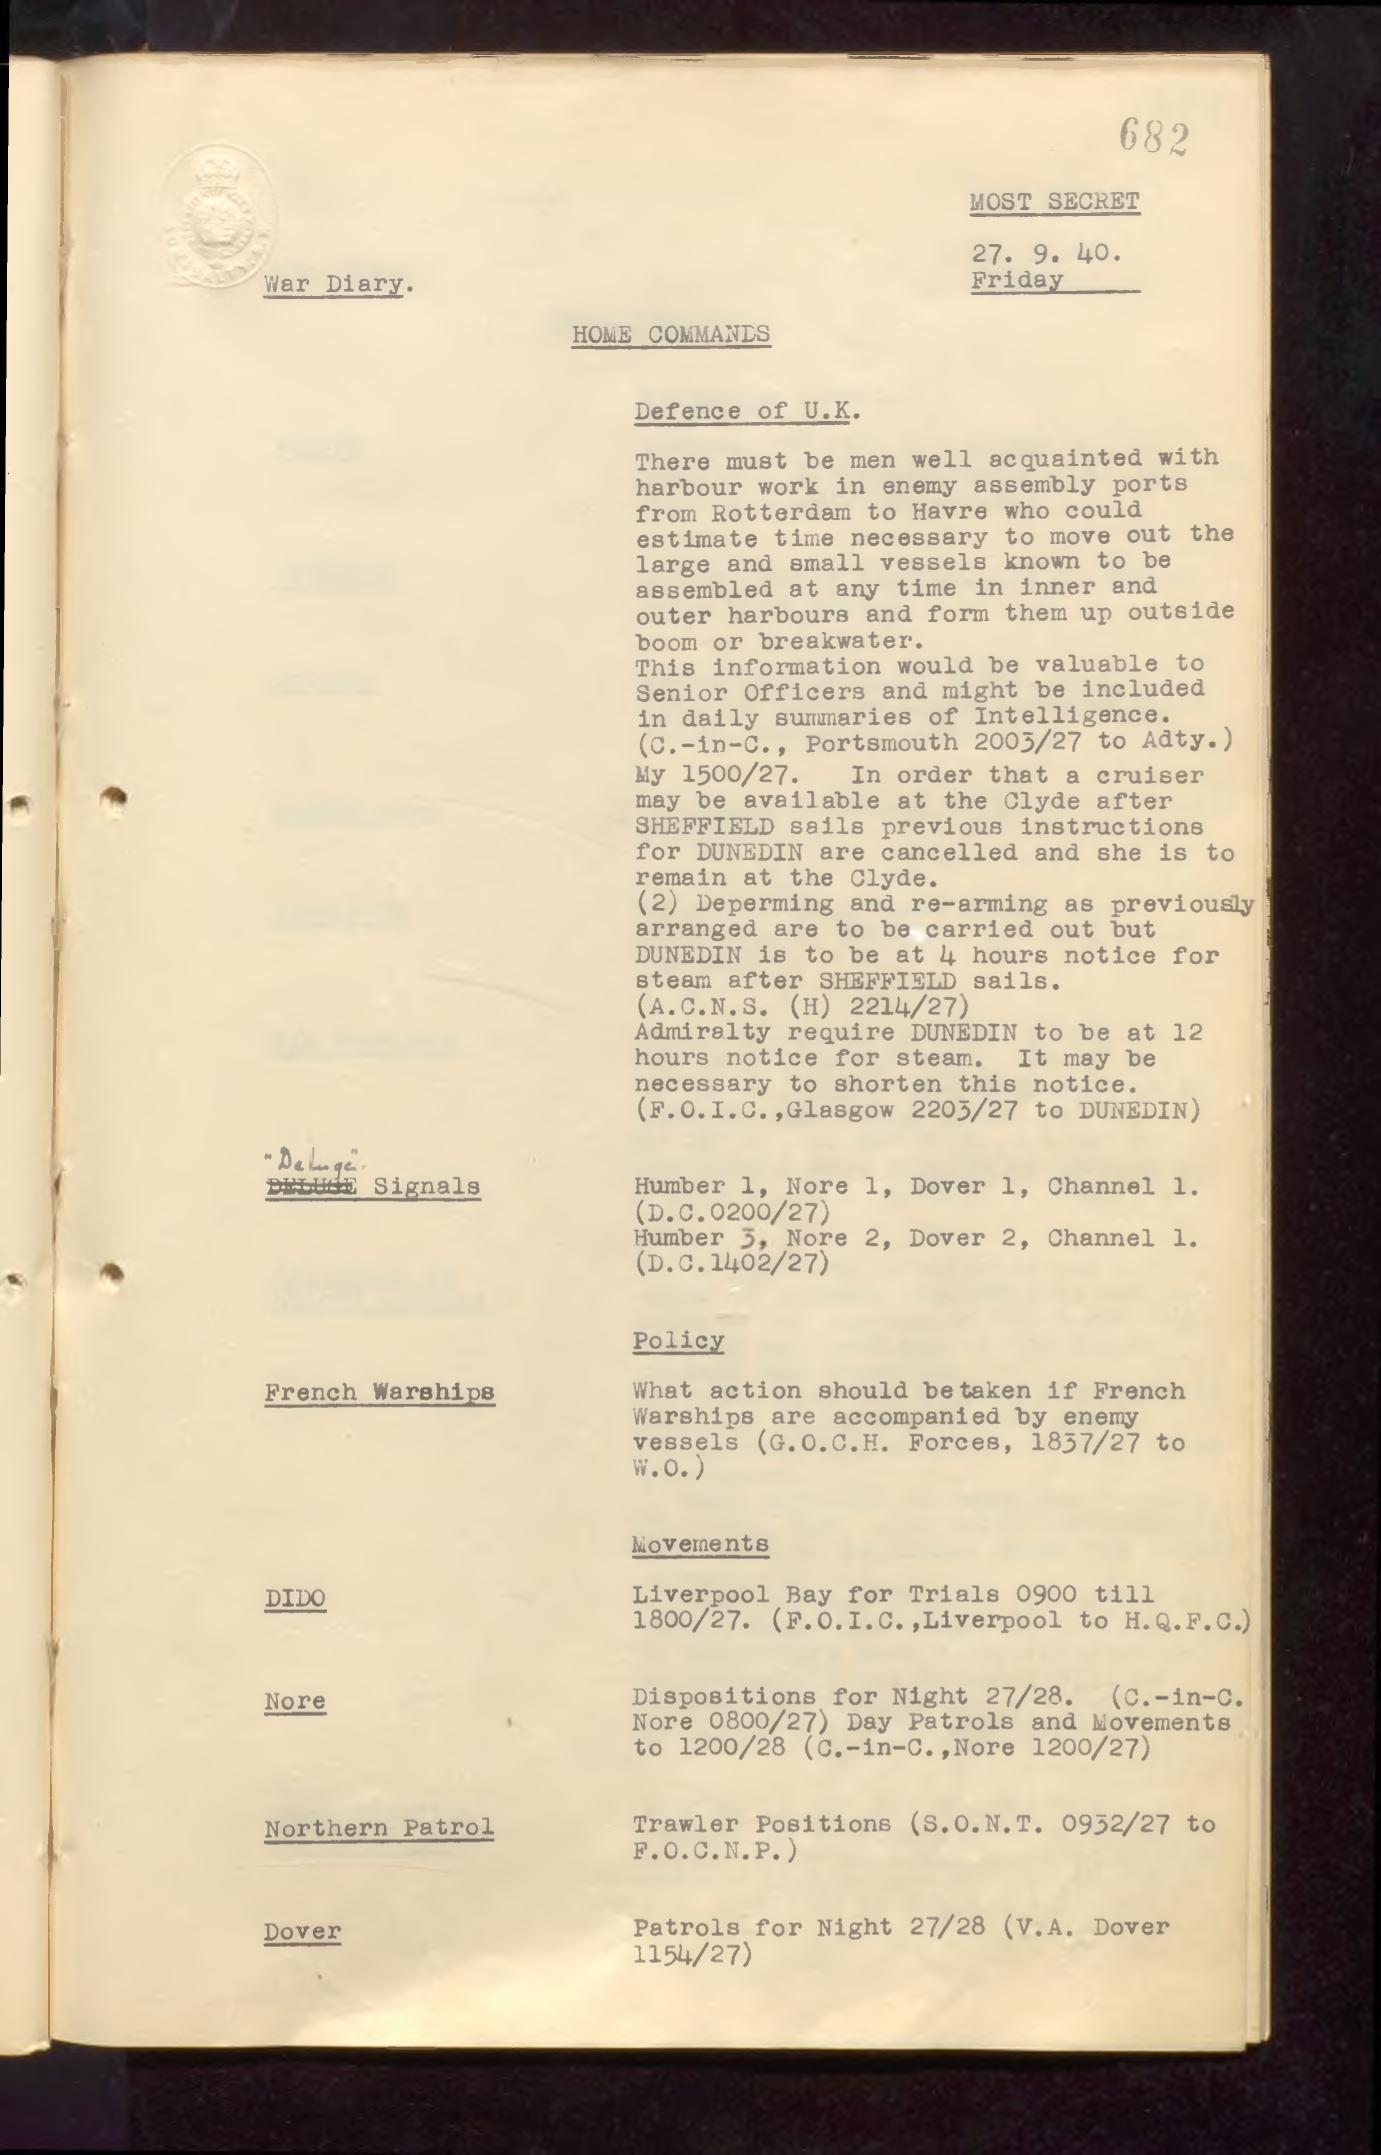 682
MOST SECRET
27. 9. 40.
Friday
War Diary.
HOME COMMANDS
Defence of U.K.
There must be men well acquainted with
harbour work in enemy assembly ports
from Rotterdam to Havre who could
estimate time necessary to move out the
large and small vessels known to be
assembled at any time in inner and
outer harbours and form them up outside
boom or breakwater.
This information would be valuable to
Senior Officers and might be included
in daily summaries of Intelligence.
(C.-in-C., Portsmouth 2003/27 to Adty.)
My 1500/27. In order that a cruiser
may be available at the Clyde after
SHEFFIELD sails previous instructions
for DUNEDIN are cancelled and she is to
remain at the Clyde.
(2) Deperming and re-arming as previously
arranged are to be carried out but
DUNEDIN is to be at 4 hours notice for
steam after SHEFFIELD sails.
(A.C.N.S. (H) 2214/27)
Admiralty require DUNEDIN to be at 12
hours notice for steam. It may be
necessary to shorten this notice.
(F.O.I.C.,Glasgow 2203/27 to DUNEDIN)
"Deluge".
DELUGE Signals
Humber 1, Nore 1, Dover 1, Channel 1.
(D.C.0200/27)
Humber 3, Nore 2, Dover 2, Channel 1.
(D.C.1402/27)
Policy
French Warships
What action should be taken if French
Warships are accompanied by enemy
vessels (G.O.C.H. Forces, 1837/27 to
W.O.)
Movements
DIDO
Liverpool Bay for Trials 0900 till
1800/27. (F.O.I.C.,Liverpool to H.Q.F.C.)
Nore
Dispositions for Night 27/28. (C.-in-C.
Nore 0800/27) Day Patrols and Movements
to 1200/28 (C.-in-C.,Nore 1200/27)
Northern Patrol
Trawler Positions (S.O.N.T. 0932/27 to
F.O.C.N.P.)
Dover
Patrols for Night 27/28 (V.A. Dover
1154/27)